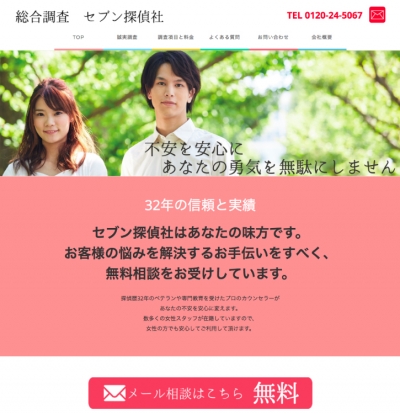 総合調査　セブン探偵社
TEL 0120-24-5067
TOP　誠実調査　調査項目と料金　よくある質問　お問い合わせ　会社概要
不安を安心に
あなたの勇気を無駄にしません
32年の信頼と実績
セブン探偵社はあなたの味方です。
お客様の悩みを解決するお手伝いをすべく、
無料相談をお受けしています。
探偵歴32年のベテランや専門教育を受けたプロのカウンセラーが
あなたの不安を安心に変えます。
数多くの女性スタッフが在籍していますので、
女性の方でも安心してご利用して頂けます。
メール相談はこちら　無料